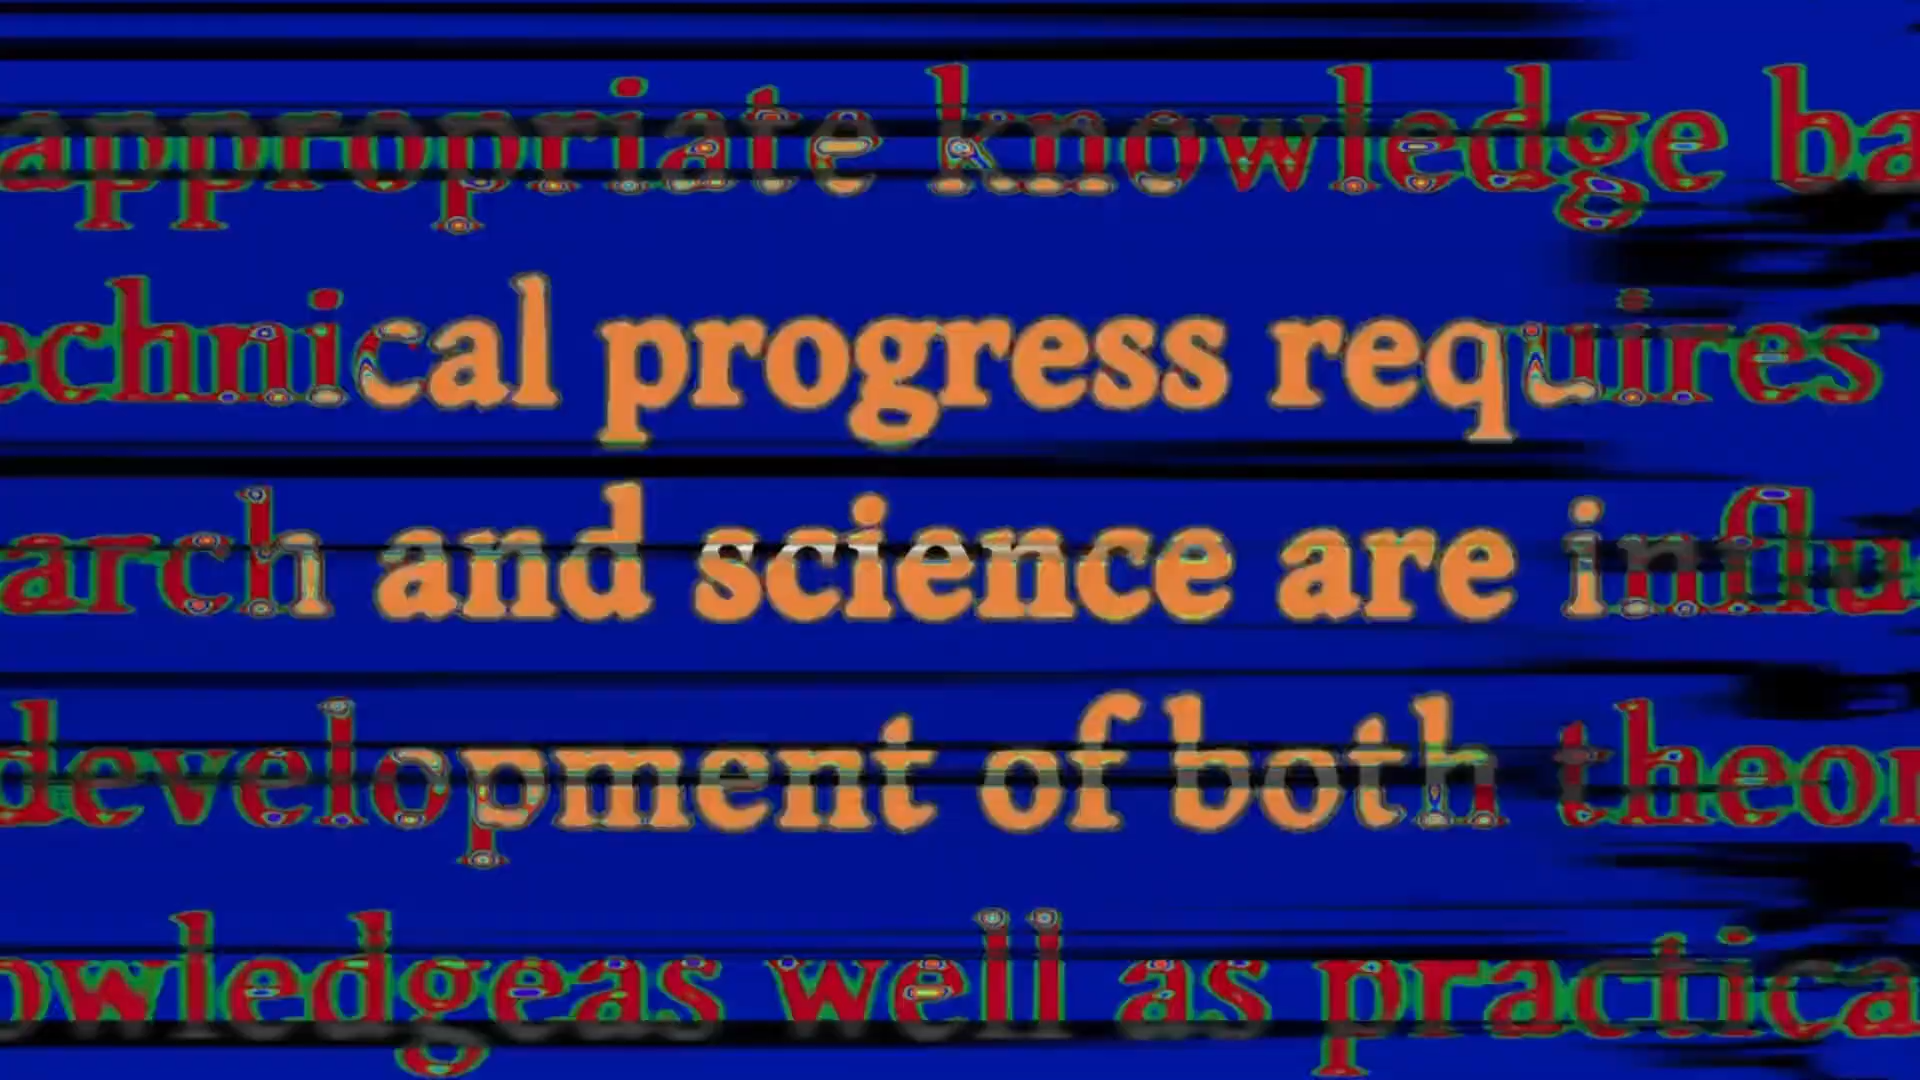 appropriate knowledge ba
echnical progress requires
arch and science are influ
development of both theor
owledgeas well as practica